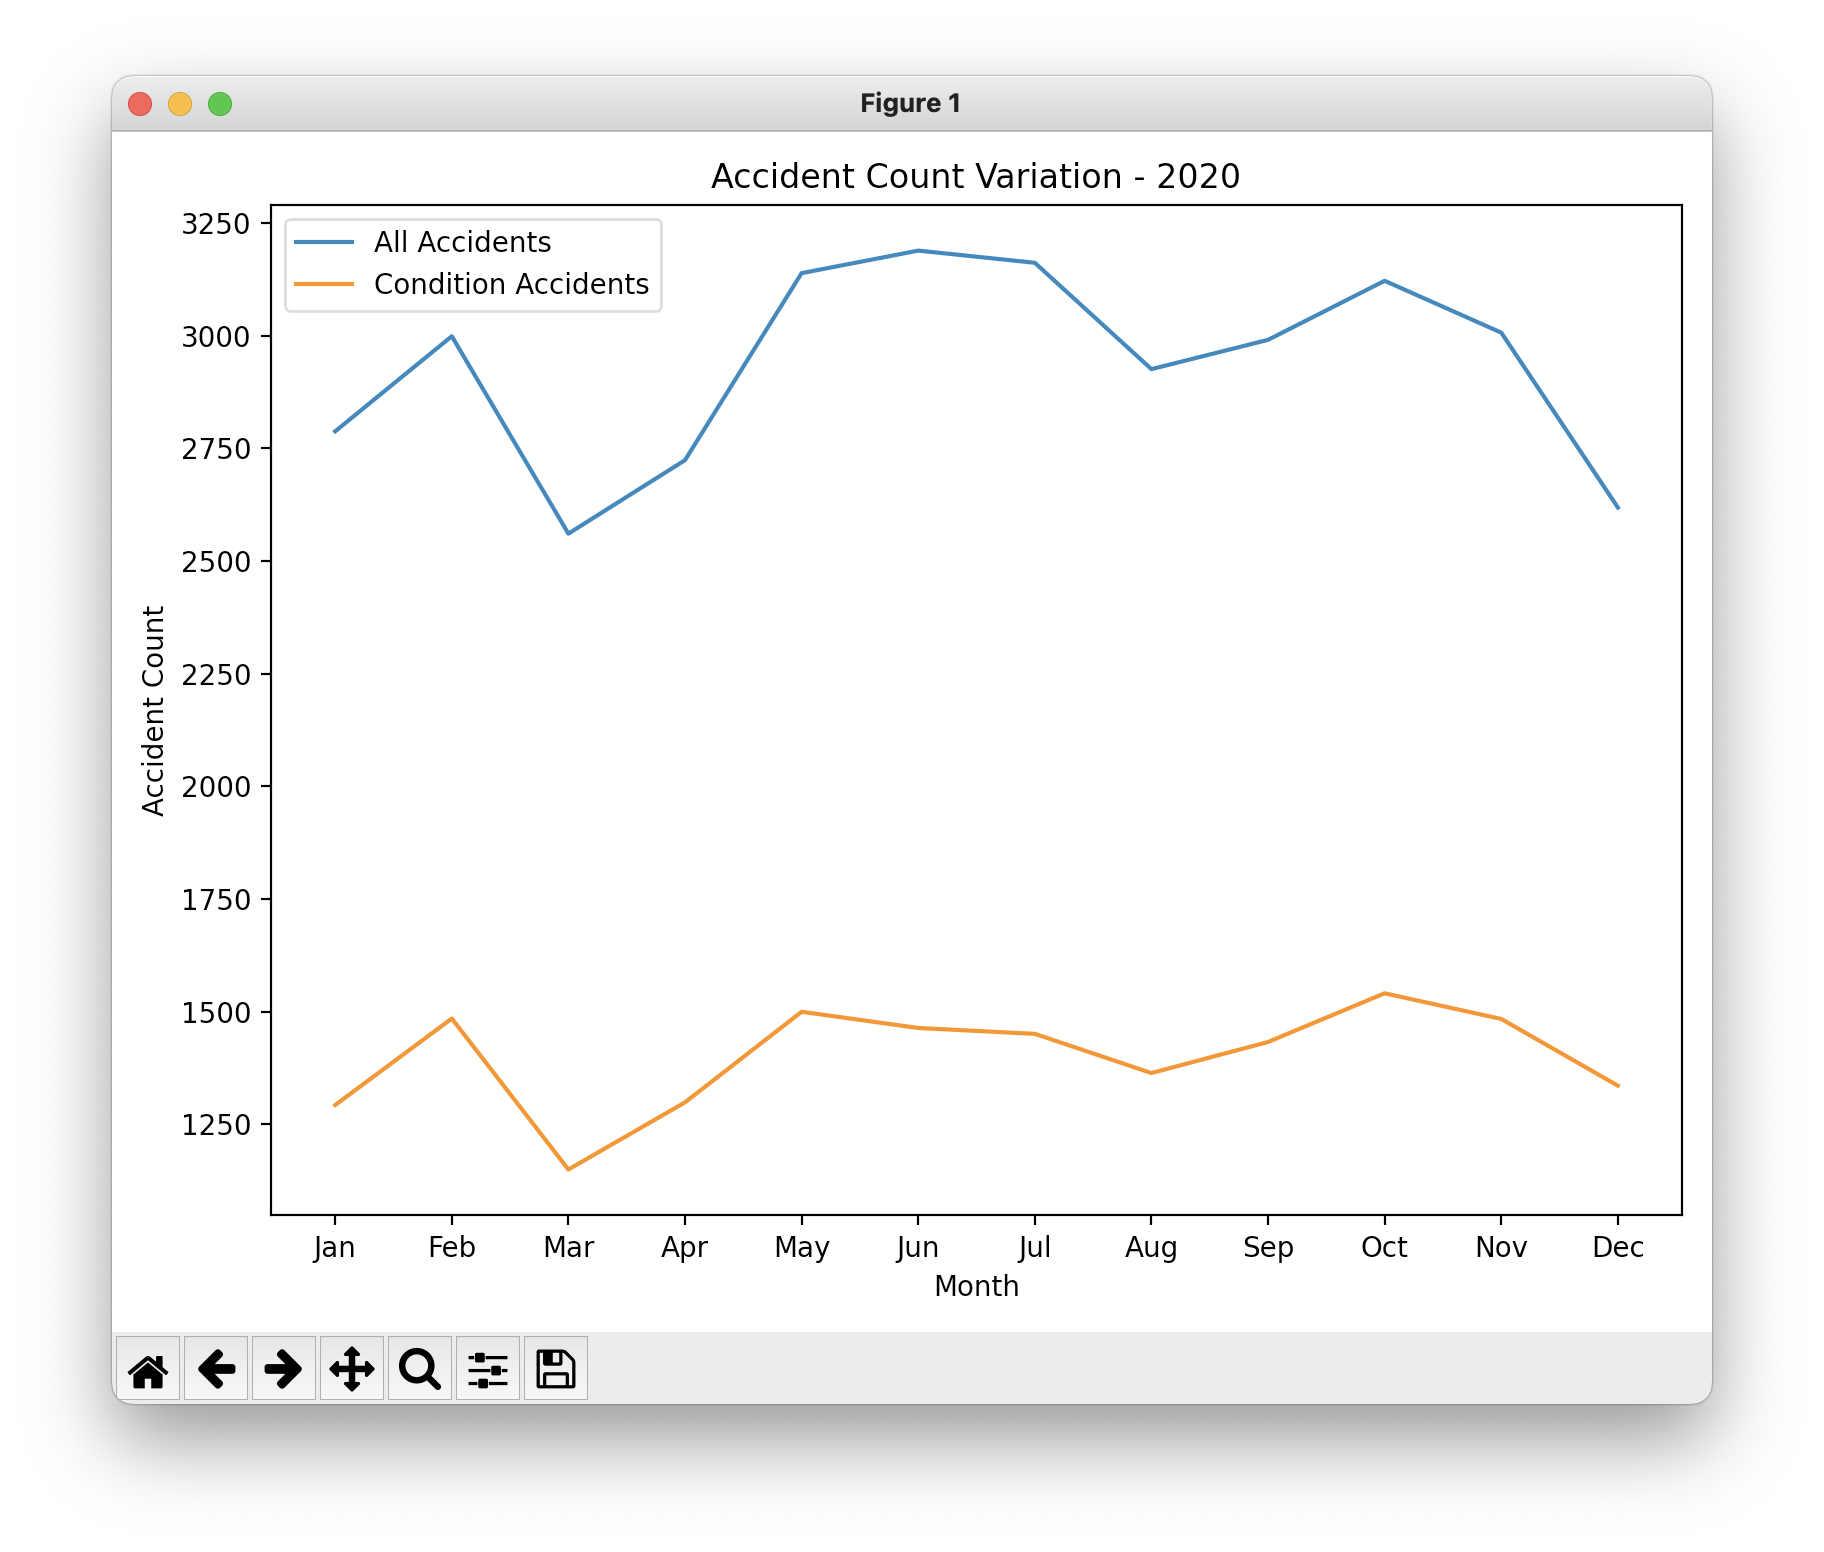 Figure 1
Accident Count Variation - 2020
All Accidents
Condition Accidents
Accident Count
3250
3000
2750
2500
2250
2000
1750
1500
1250
Jan Feb Mar Apr May Jun Jul Aug Sep Oct Nov Dec
Month